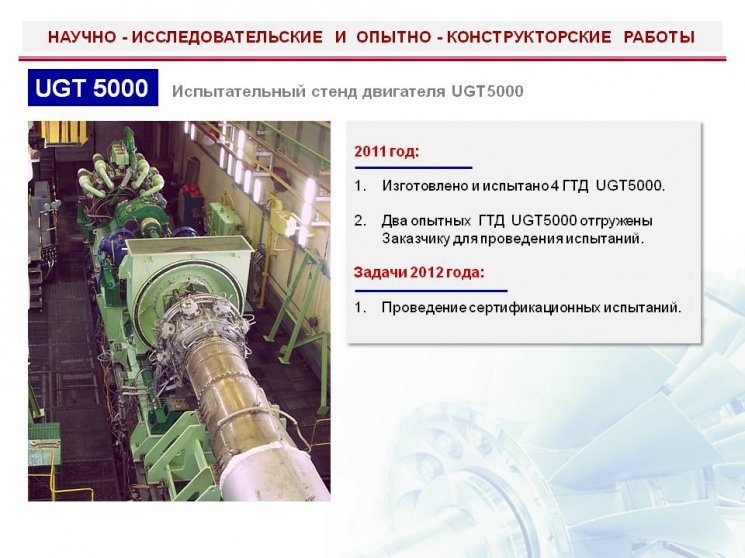 НАУЧНО - ИССЛЕДОВАТЕЛЬСКИЕ И ОПЫТНО - КОНСТРУКТОРСКИЕ РАБОТЫ
UGT 5000 Испытательный стенд двигателя UGT5000
2011 год:
1. Изготовлено и испытано 4 ГТД UGT5000.
2. Два опытных ГТД UGT5000 отгружены
Заказчику для проведения испытаний.
Задачи 2012 года:
1. Проведение сертификационных испытаний.